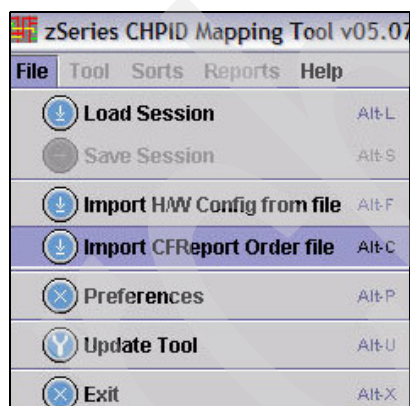 zSeries CHPID Mapping Tool v05.07
File Tool Sorts Reports Help
Load Session Alt-L
Save Session Alt-S
Import H/W Config from file Alt-F
Import CFReport Order file Alt-C
Preferences Alt-P
Update Tool Alt-U
Exit Alt-X